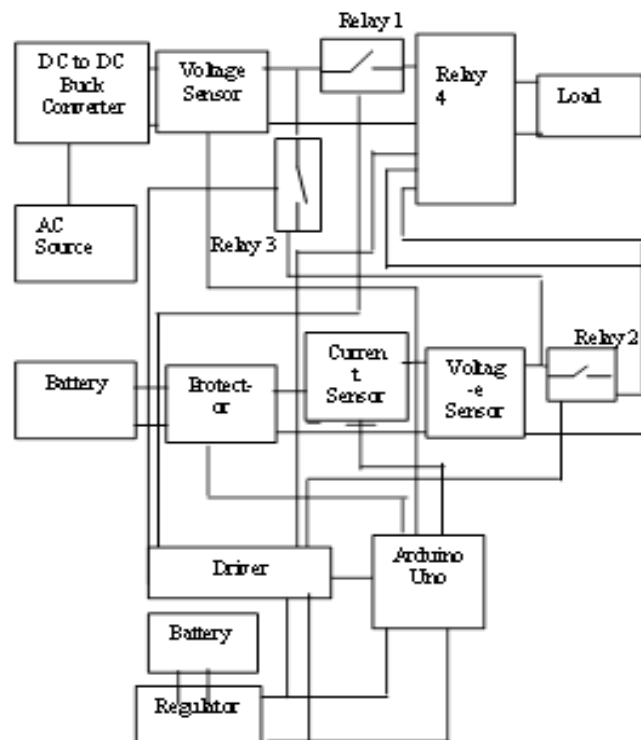 Relay 1
DC to DC
Buck
Converter
Voltage
Sensor
Relay
4
Load
AC
Source
Relay 3
Relay 2
Battery
Protect-
or
Curren
t
Sensor
Voltag
-e
Sensor
Driver
Arduino
Uno
Battery
Regulator